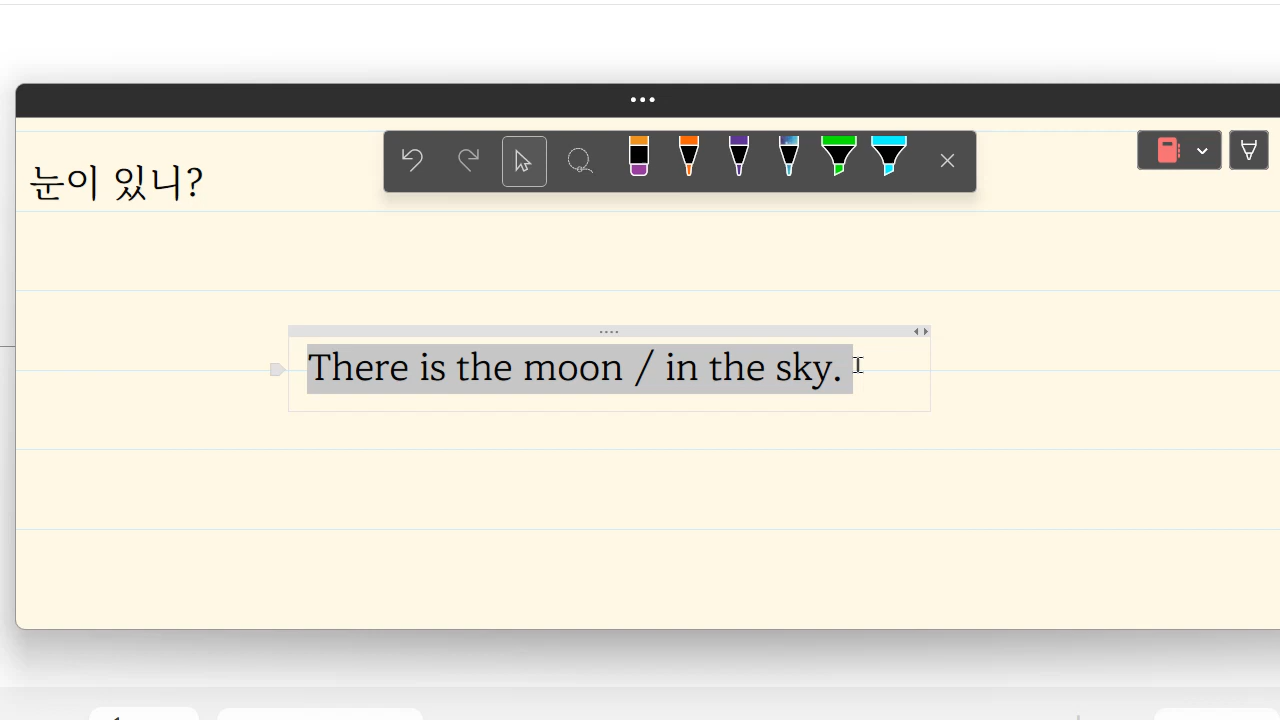 눈이 있니?
There is the moon / in the sky.